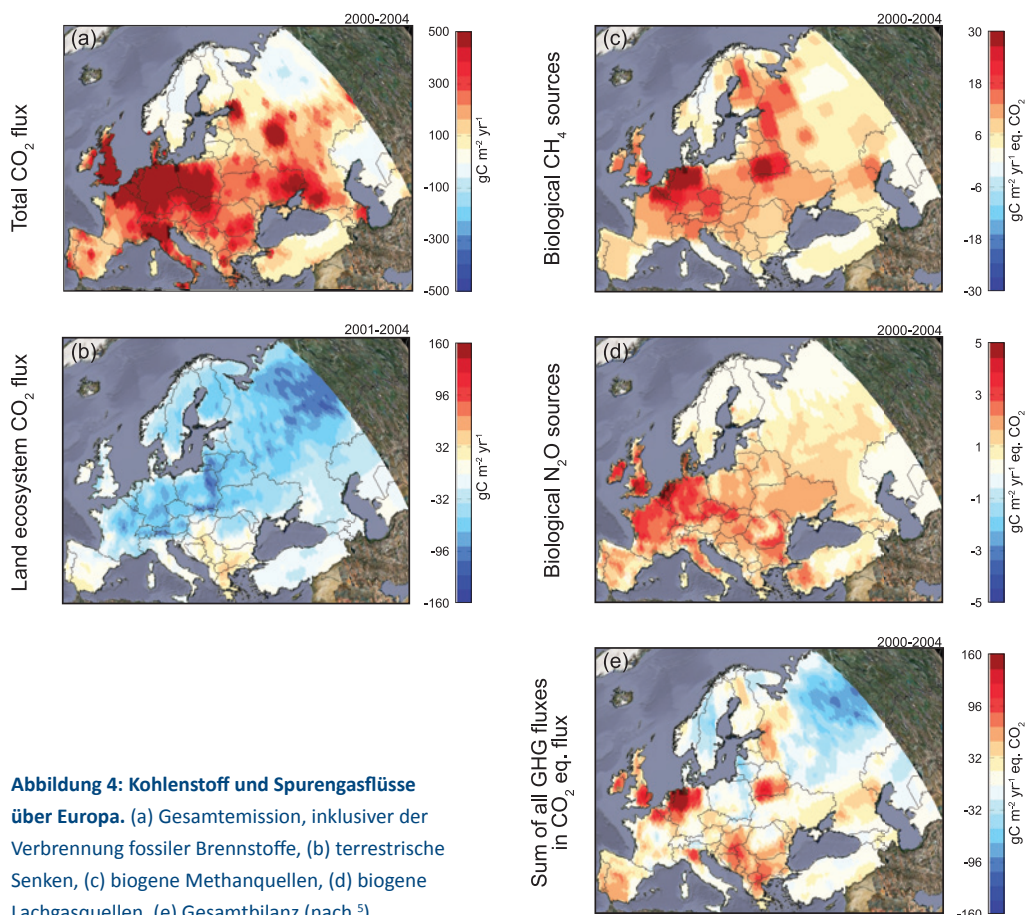 2000-2004
(a)
Total CO₂ flux
500
300
100
-100
-300
-500
gC m⁻² yr⁻¹
2000-2004
(c)
Biological CH₄ sources
30
18
6
-6
-18
-30
gC m⁻² yr⁻¹ eq. CO₂
2001-2004
(b)
Land ecosystem CO₂ flux
160
96
32
-32
-96
-160
gC m⁻² yr⁻¹
2000-2004
(d)
Biological N₂O sources
5
3
1
-1
-3
-5
gC m⁻² yr⁻¹ eq. CO₂
2000-2004
(e)
Sum of all GHG fluxes
in CO₂ eq. flux
160
96
32
-32
-96
-160
gC m⁻² yr⁻¹ eq. CO₂
Abbildung 4: Kohlenstoff und Spurengasflüsse
über Europa. (a) Gesamtemission, inklusiver der
Verbrennung fossiler Brennstoffe, (b) terrestrische
Senken, (c) biogene Methanquellen, (d) biogene
Lachgasquellen, (e) Gesamtbilanz (nach ⁵)